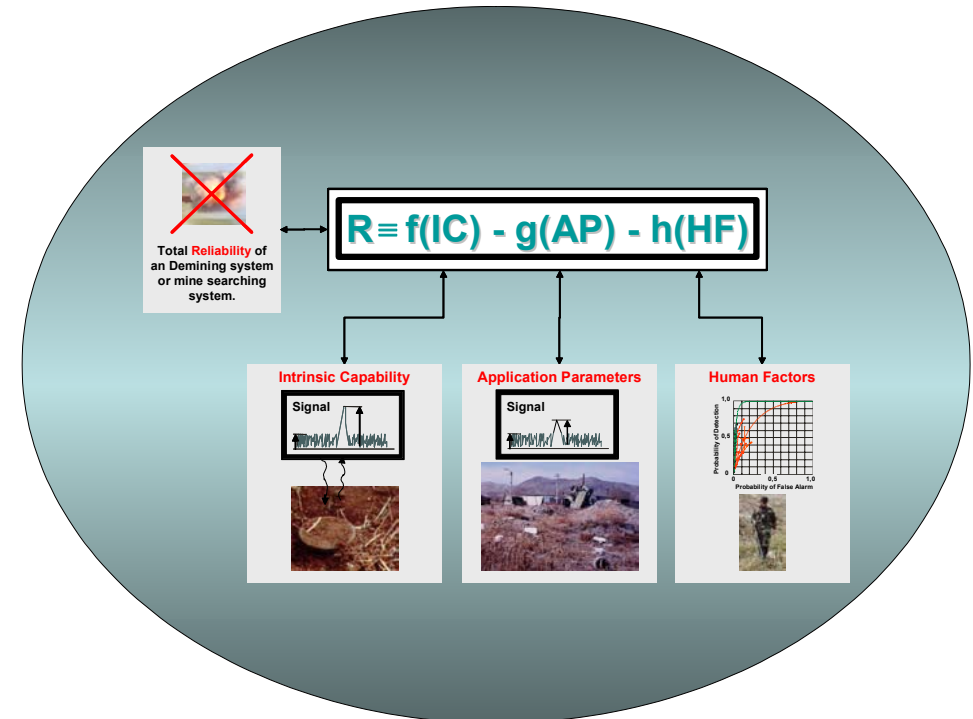 R ≡ f(IC) - g(AP) - h(HF)
Total Reliability of
an Demining system
or mine searching
system.
Intrinsic Capability
Signal
Application Parameters
Signal
Human Factors
1,0
0,5
0
Probability of Detection
0
0,5
1,0
Probability of False Alarm